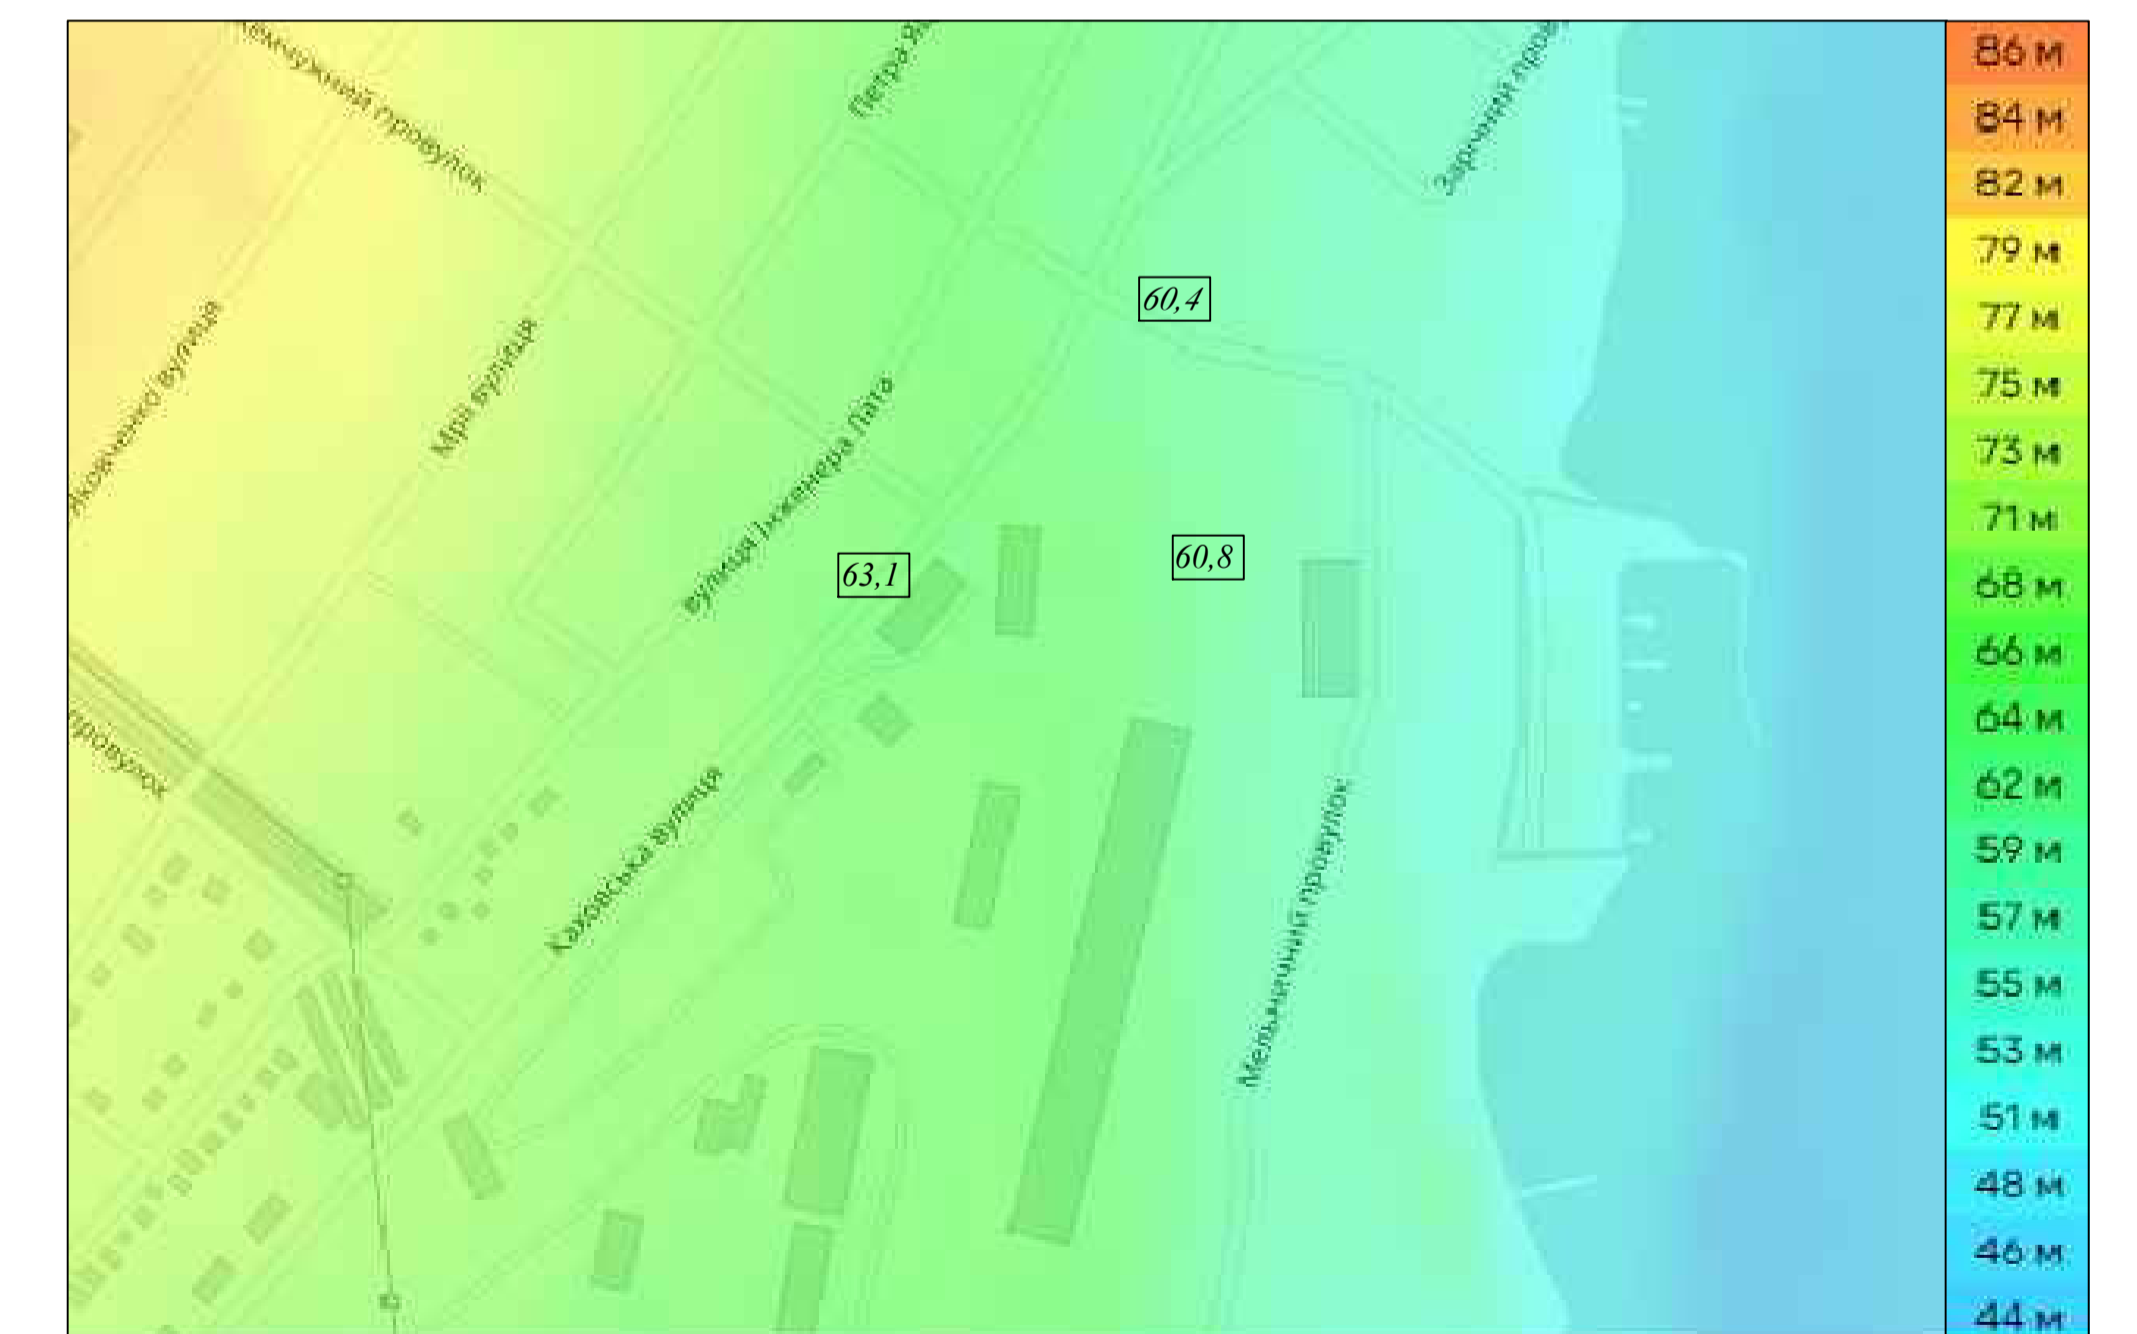 провулок
Петра
Зарічний
86 м
84 м
82 м
79 м
77 м
75 м
73 м
71 м
68 м
66 м
64 м
62 м
59 м
57 м
55 м
53 м
51 м
48 м
46 м
44 м
60,4
вулиця
Мрії вулиця
вулиця Інженера Лата
63,1
60,8
провулок
Каховська вулиця
Мельничний провулок